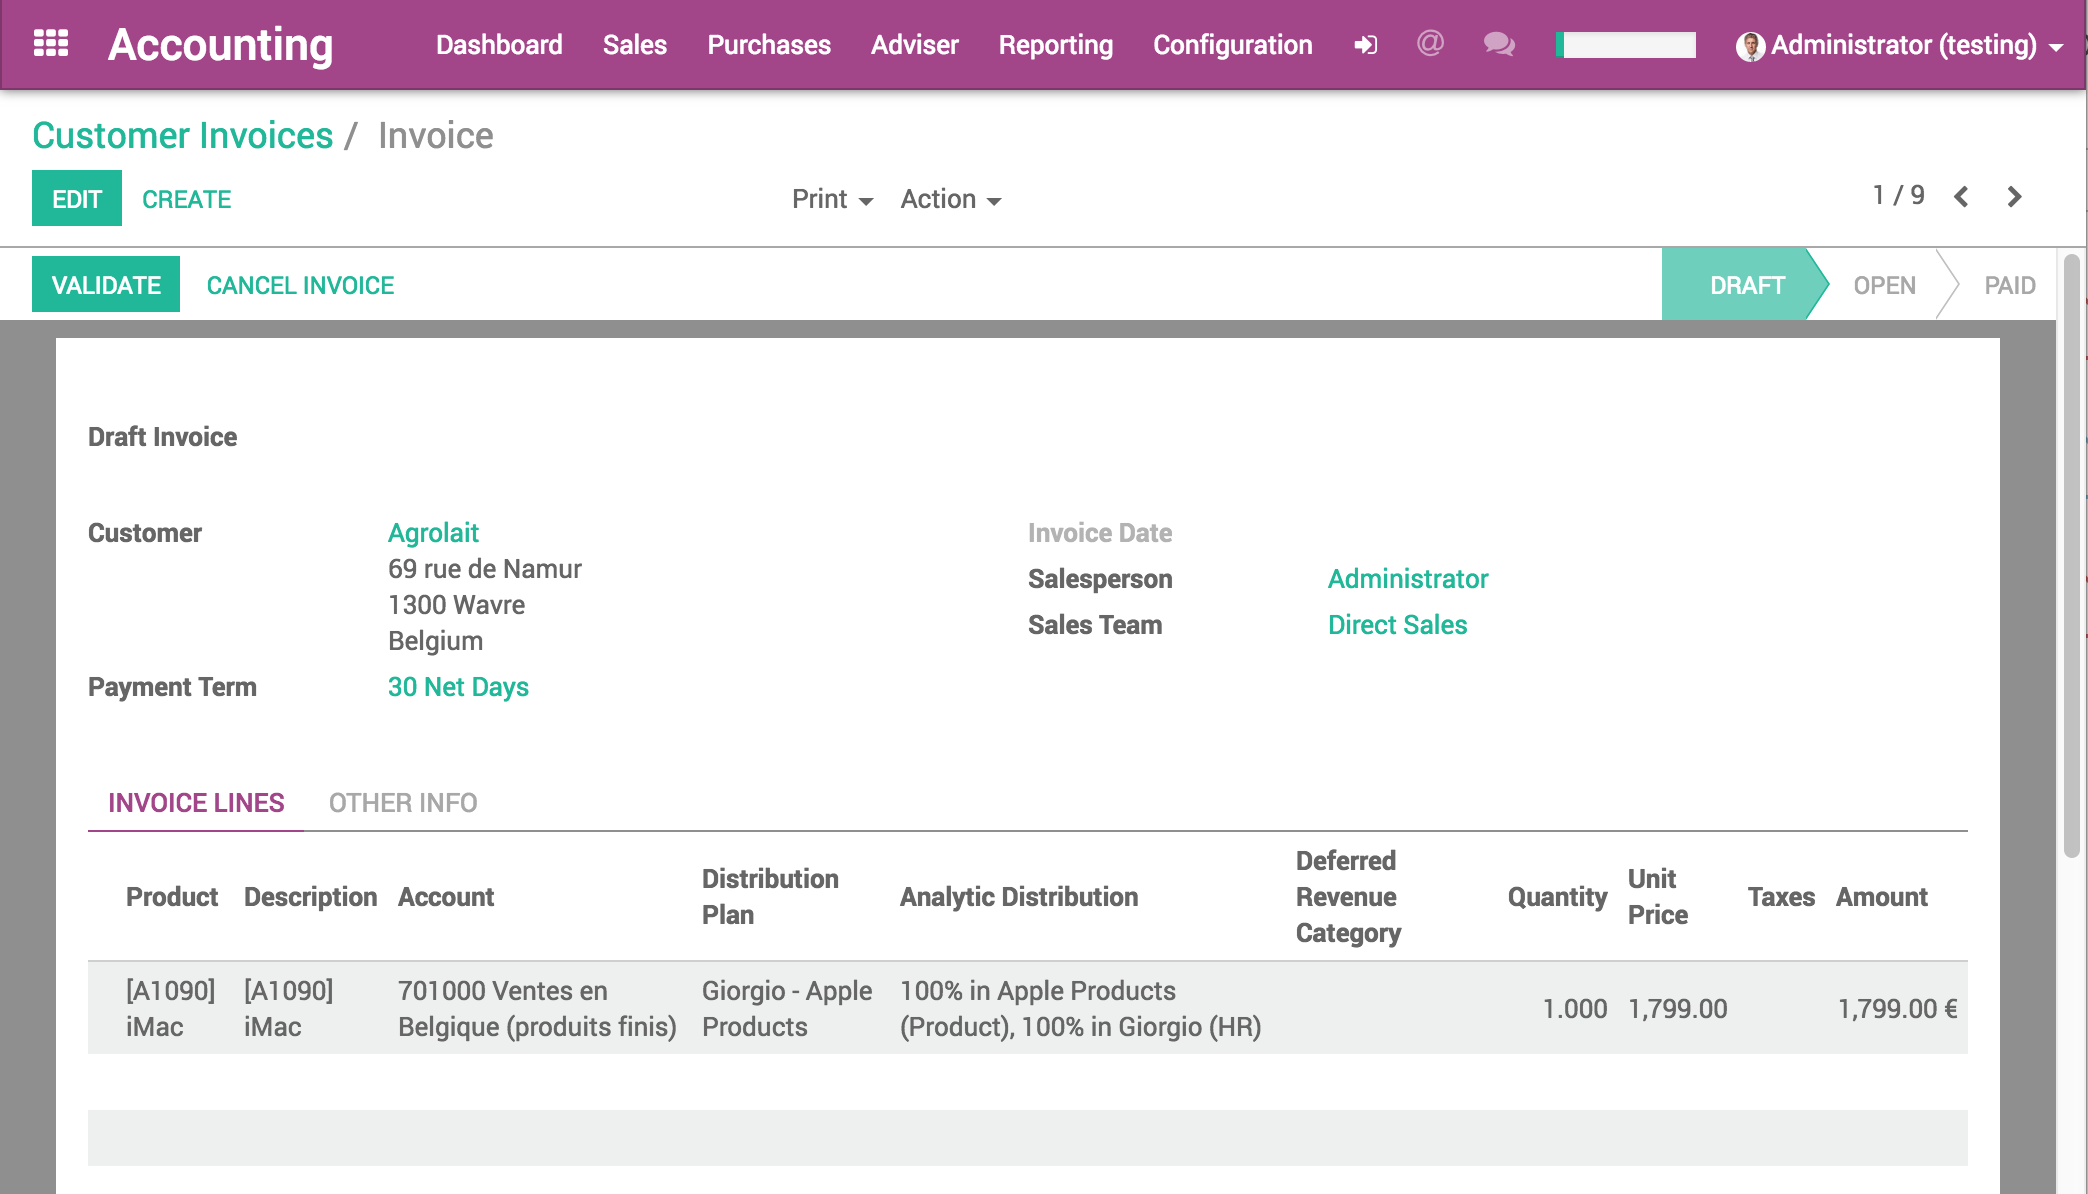 Accounting
Dashboard Sales Purchases Adviser Reporting Configuration @ Administrator (testing)
Customer Invoices / Invoice
EDIT CREATE Print Action 1 / 9
VALIDATE CANCEL INVOICE DRAFT OPEN PAID
Draft Invoice
Customer Agrolait
69 rue de Namur
1300 Wavre
Belgium
Payment Term 30 Net Days
Invoice Date
Salesperson Administrator
Sales Team Direct Sales
INVOICE LINES OTHER INFO
Product
Description
Account
Distribution
Plan
Analytic Distribution
Deferred
Revenue
Category
Quantity
Unit
Price
Taxes
Amount
[A1090]
iMac
[A1090]
iMac
701000 Ventes en
Belgique (produits finis)
Giorgio - Apple
Products
100% in Apple Products
(Product), 100% in Giorgio (HR)
1.000
1,799.00
1,799.00 €